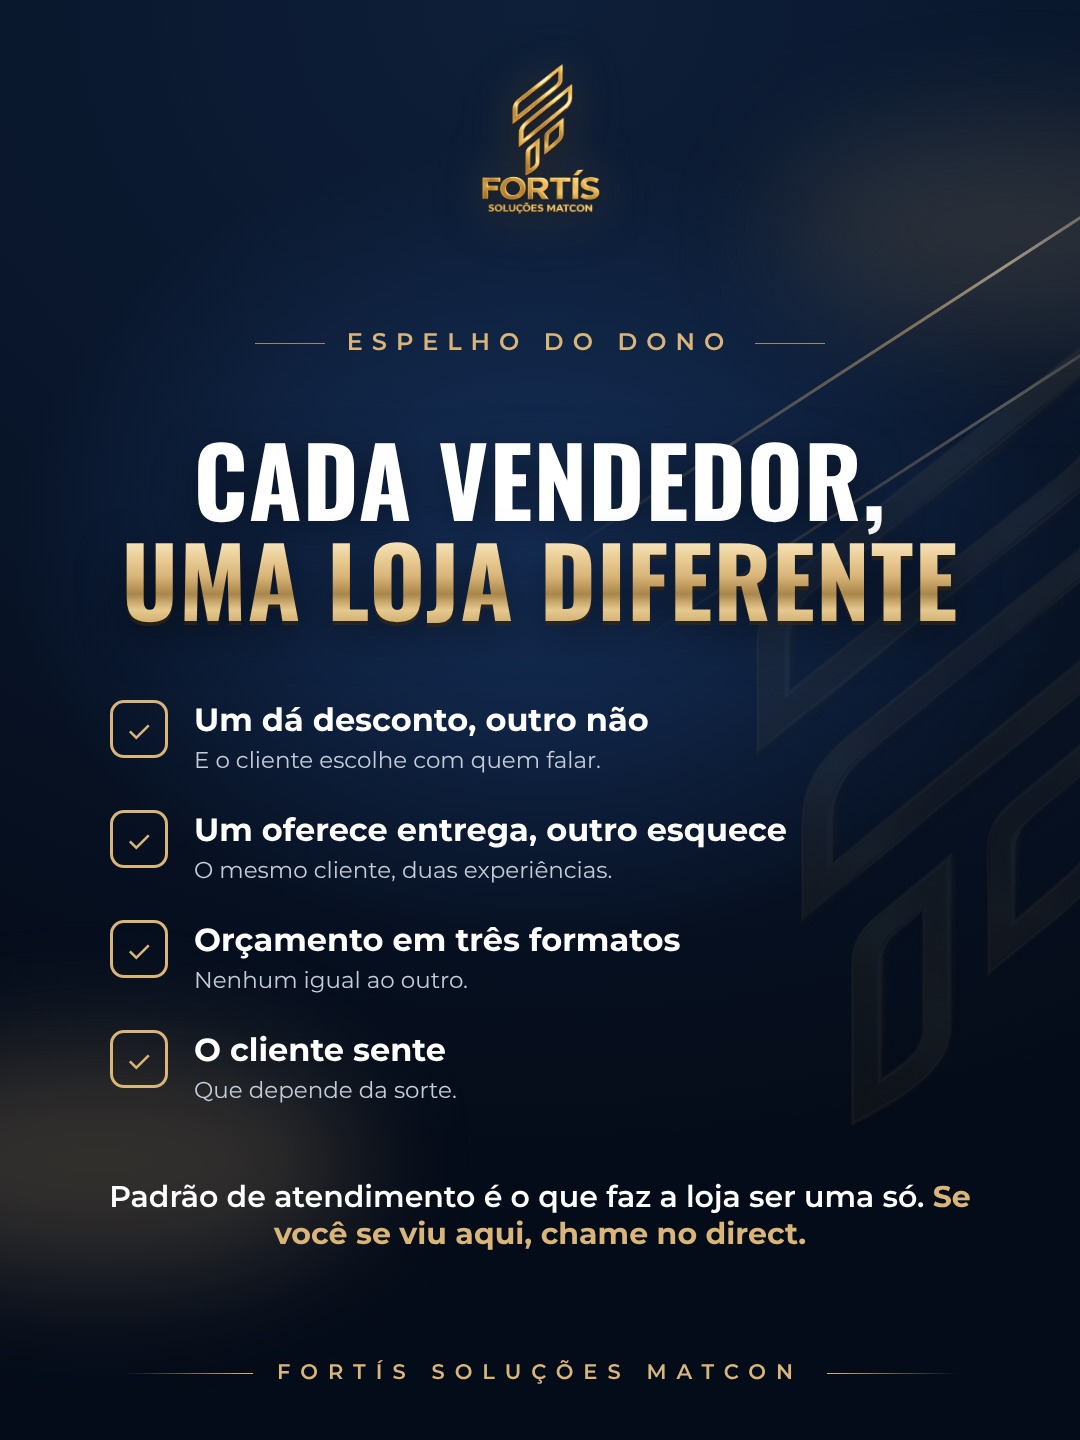 FORTÍS
SOLUÇÕES MATCON
ESPELHO DO DONO
CADA VENDEDOR,
UMA LOJA DIFERENTE
Um dá desconto, outro não
E o cliente escolhe com quem falar.
Um oferece entrega, outro esquece
O mesmo cliente, duas experiências.
Orçamento em três formatos
Nenhum igual ao outro.
O cliente sente
Que depende da sorte.
Padrão de atendimento é o que faz a loja ser uma só. Se
você se viu aqui, chame no direct.
FORTÍS SOLUÇÕES MATCON